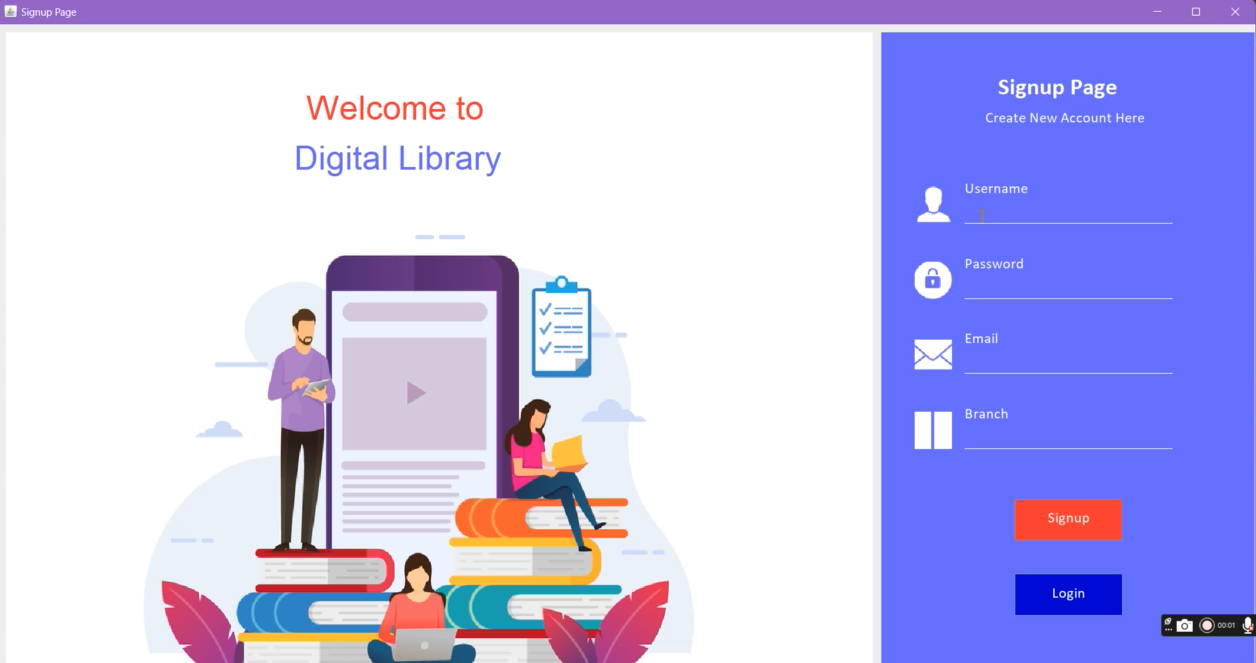 Signup Page
Welcome to
Digital Library
Signup Page
Create New Account Here
Username
Password
Email
Branch
Signup
Login
00:01